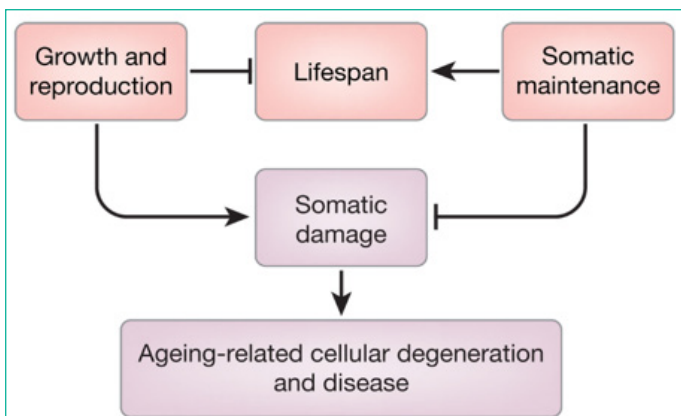 Growth and
reproduction
Lifespan
Somatic
maintenance
Somatic
damage
Ageing-related cellular degeneration
and disease